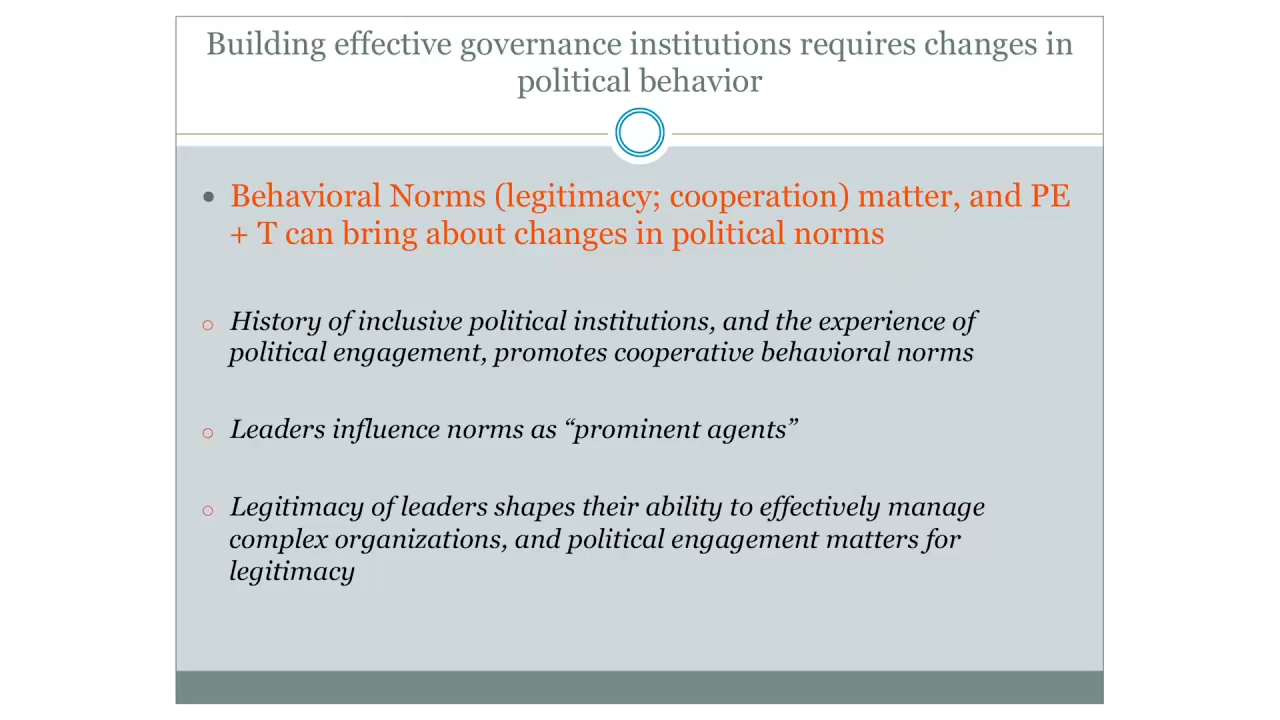 Building effective governance institutions requires changes in
political behavior
• Behavioral Norms (legitimacy; cooperation) matter, and PE
+ T can bring about changes in political norms
o History of inclusive political institutions, and the experience of
political engagement, promotes cooperative behavioral norms
o Leaders influence norms as “prominent agents”
o Legitimacy of leaders shapes their ability to effectively manage
complex organizations, and political engagement matters for
legitimacy